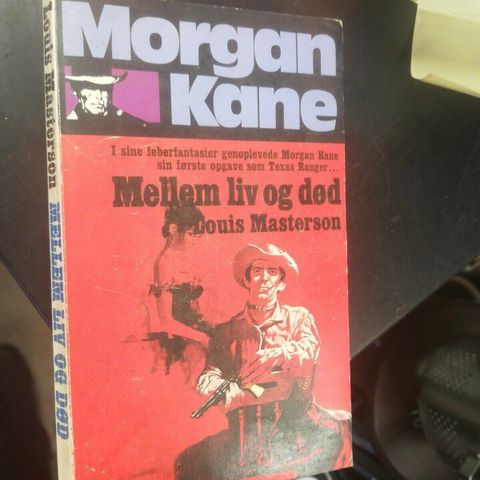 Morgan
Kane
I sine feberfantasier genoplevede Morgan Kane
sin første opgave som Texas Ranger...
Mellem liv og død
Louis Masterson
Louis Masterson MELLEM LIV OG DØD